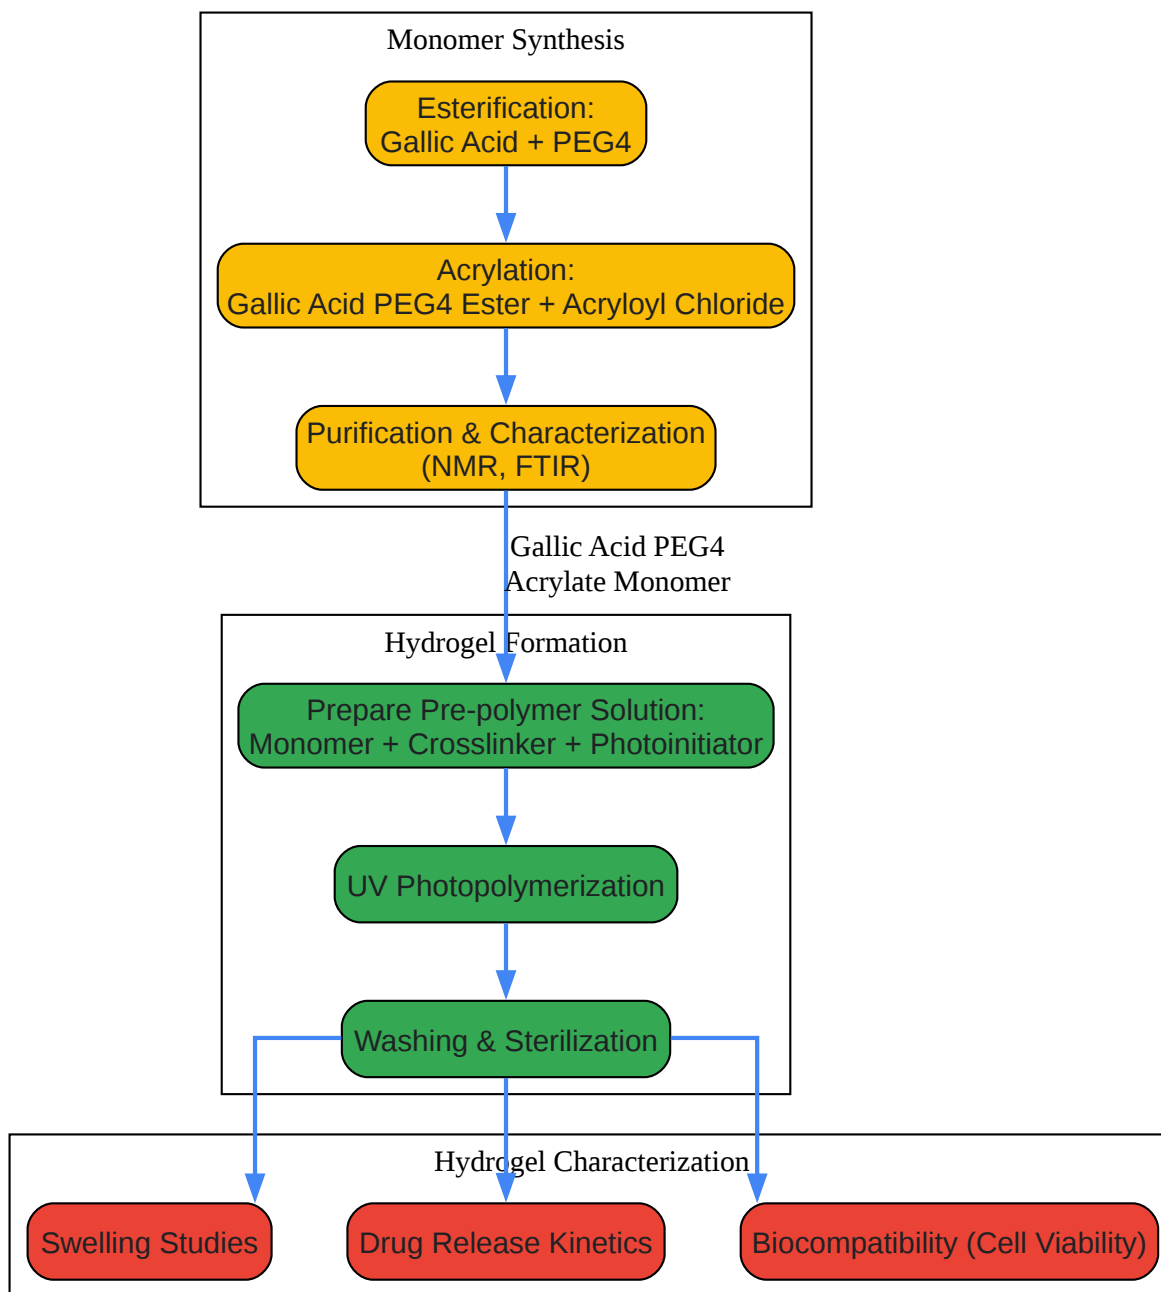 Monomer Synthesis
Esterification:
Gallic Acid + PEG4
Acrylation:
Gallic Acid PEG4 Ester + Acryloyl Chloride
Purification & Characterization
(NMR, FTIR)
Gallic Acid PEG4
Acrylate Monomer
Hydrogel Formation
Prepare Pre-polymer Solution:
Monomer + Crosslinker + Photoinitiator
UV Photopolymerization
Washing & Sterilization
Hydrogel Characterization
Swelling Studies
Drug Release Kinetics
Biocompatibility (Cell Viability)